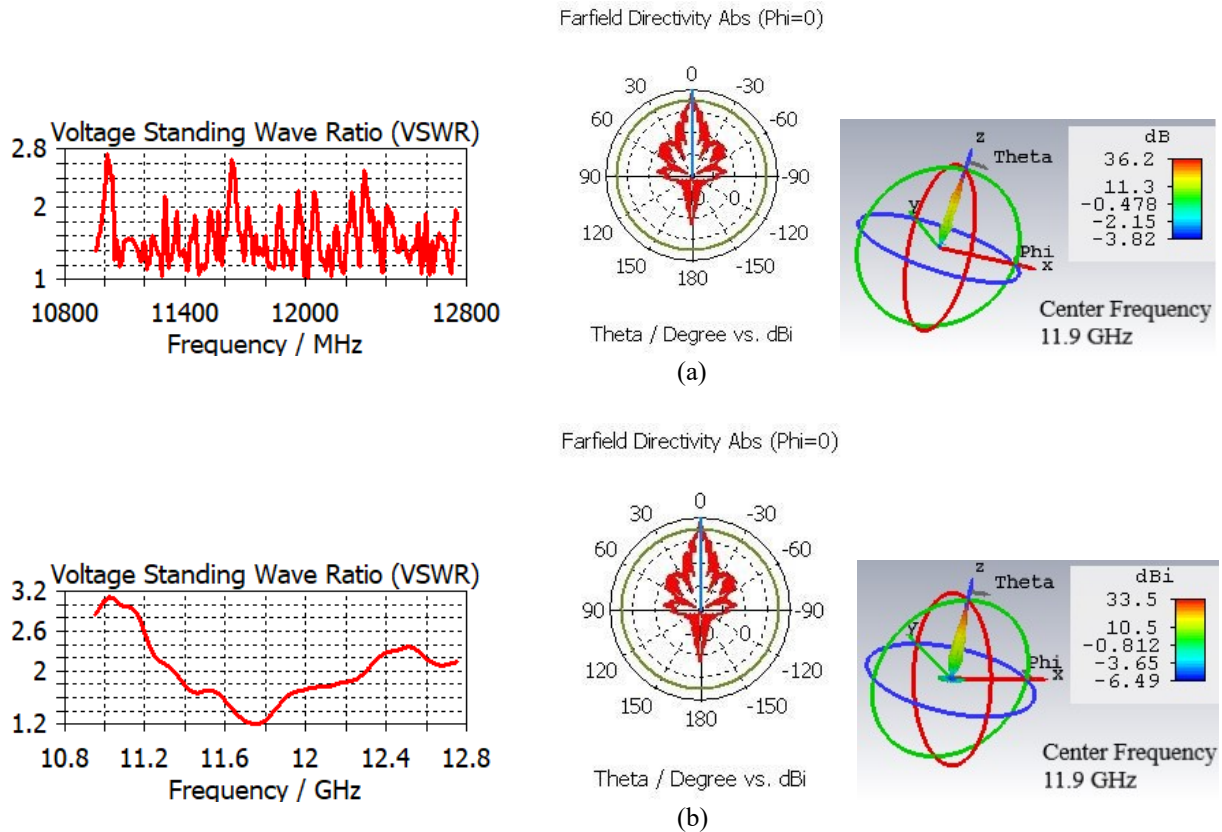 Farfield Directivity Abs (Phi=0)
Voltage Standing Wave Ratio (VSWR)
2.8
2
1
10800 11400 12000 12800
Frequency / MHz
0
30 -30
60 -60
90 0 -90
120 -120
150 -150
180
Theta / Degree vs. dBi
z
Theta
y
Phi
x
dB
36.2
11.3
-0.478
-2.15
-3.82
Center Frequency
11.9 GHz
(a)
Farfield Directivity Abs (Phi=0)
Voltage Standing Wave Ratio (VSWR)
3.2
2.6
2
1.2
10.8 11.2 11.6 12 12.4 12.8
Frequency / GHz
0
30 -30
60 -60
90 0 -90
120 -120
150 -150
180
Theta / Degree vs. dBi
z
Theta
y
Phi
x
dBi
33.5
10.5
-0.812
-3.65
-6.49
Center Frequency
11.9 GHz
(b)